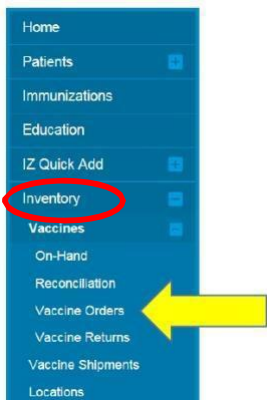 Home
Patients
Immunizations
Education
IZ Quick Add
Inventory
Vaccines
On-Hand
Reconciliation
Vaccine Orders
Vaccine Returns
Vaccine Shipments
Locations